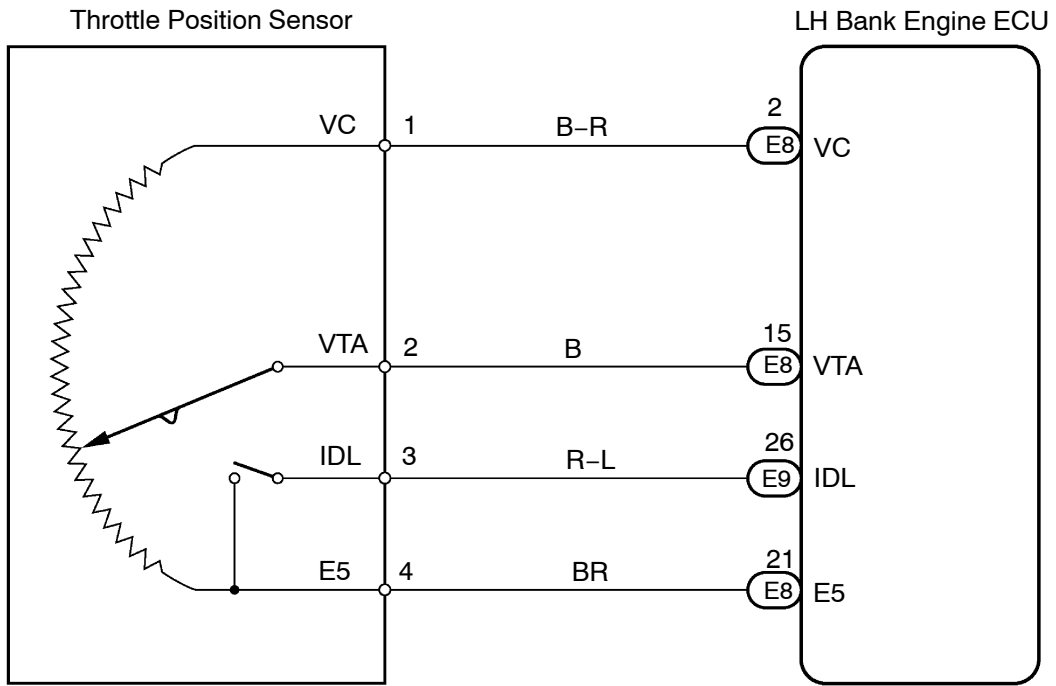 Throttle Position Sensor
LH Bank Engine ECU
VC 1 B–R 2
E8 VC
VTA 2 B 15
E8 VTA
IDL 3 R–L 26
E9 IDL
E5 4 BR 21
E8 E5